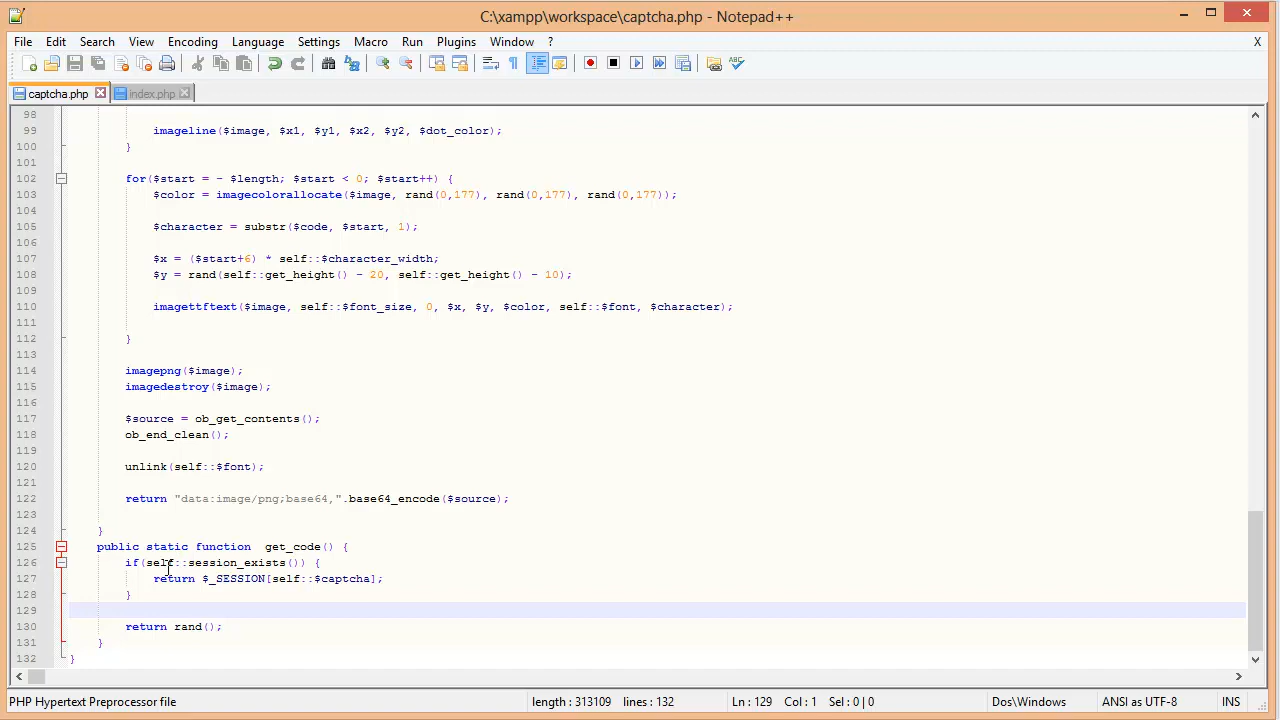 C:\xampp\workspace\captcha.php - Notepad++
File Edit Search View Encoding Language Settings Macro Run Plugins Window ? X
captcha.php index.php
98
99 imageline($image, $x1, $y1, $x2, $y2, $dot_color);
100 }
101
102 for($start = - $length; $start < 0; $start++) {
103 $color = imagecolorallocate($image, rand(0,177), rand(0,177), rand(0,177));
104
105 $character = substr($code, $start, 1);
106
107 $x = ($start+6) * self::$character_width;
108 $y = rand(self::get_height() - 20, self::get_height() - 10);
109
110 imagettftext($image, self::$font_size, 0, $x, $y, $color, self::$font, $character);
111
112 }
113
114 imagepng($image);
115 imagedestroy($image);
116
117 $source = ob_get_contents();
118 ob_end_clean();
119
120 unlink(self::$font);
121
122 return "data:image/png;base64,".base64_encode($source);
123
124 }
125 public static function get_code() {
126 if(self::session_exists()) {
127 return $_SESSION[self::$captcha];
128 }
129
130 return rand();
131 }
132 }
PHP Hypertext Preprocessor file length : 313109 lines : 132 Ln : 129 Col : 1 Sel : 0 | 0 Dos\Windows ANSI as UTF-8 INS